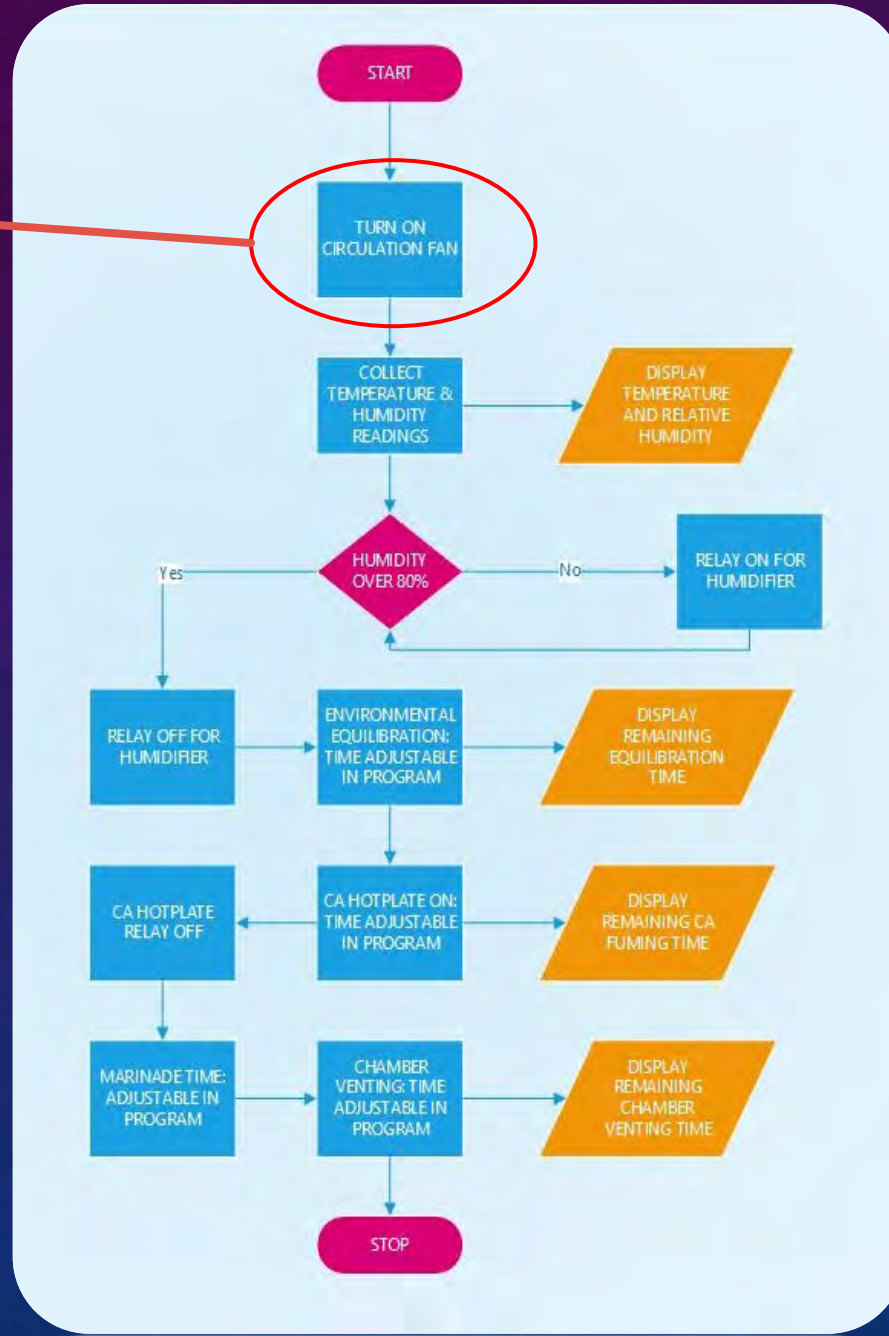 START
TURN ON
CIRCULATION FAN
COLLECT
TEMPERATURE &
HUMIDITY
READINGS
DISPLAY
TEMPERATURE
AND RELATIVE
HUMIDITY
HUMIDITY
OVER 80%
Yes
No
RELAY ON FOR
HUMIDIFIER
RELAY OFF FOR
HUMIDIFIER
ENVIRONMENTAL
EQUILIBRATION:
TIME ADJUSTABLE
IN PROGRAM
DISPLAY
REMAINING
EQUILIBRATION
TIME
CA HOTPLATE
RELAY OFF
CA HOTPLATE ON:
TIME ADJUSTABLE
IN PROGRAM
DISPLAY
REMAINING CA
FUMING TIME
MARINADE TIME:
ADJUSTABLE IN
PROGRAM
CHAMBER
VENTING: TIME
ADJUSTABLE IN
PROGRAM
DISPLAY
REMAINING
CHAMBER
VENTING TIME
STOP